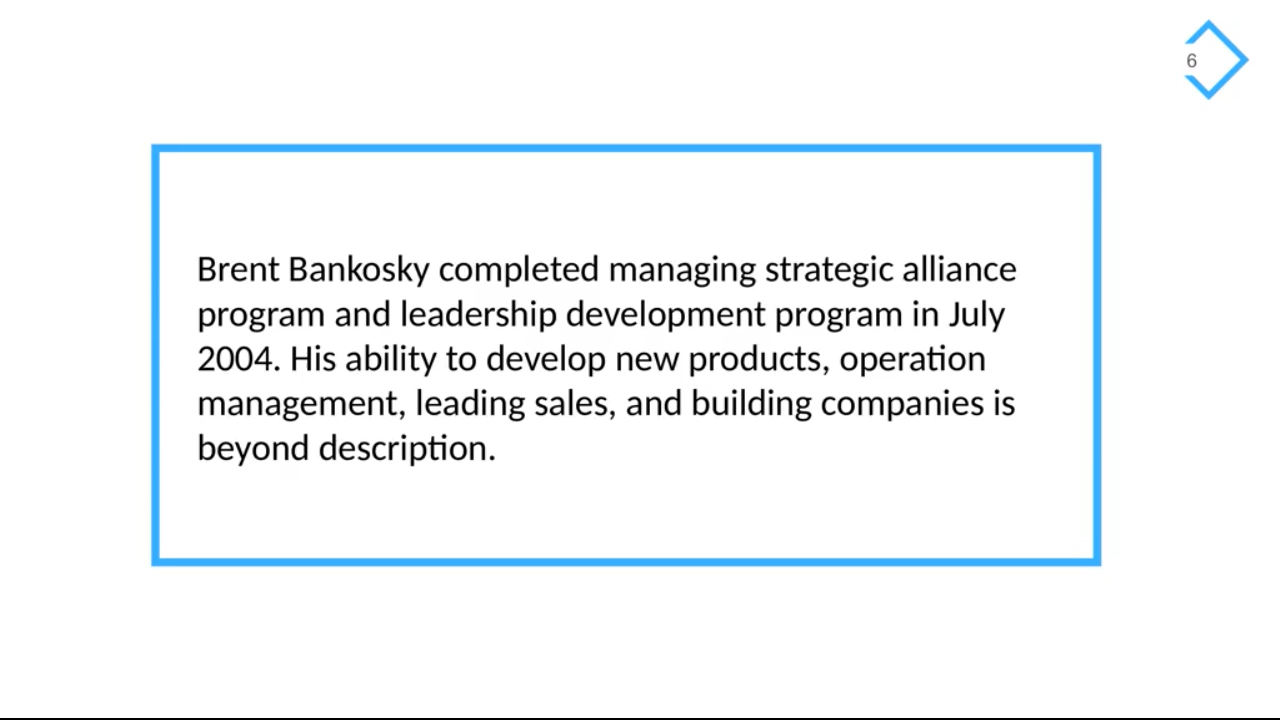 6
Brent Bankosky completed managing strategic alliance
program and leadership development program in July
2004. His ability to develop new products, operation
management, leading sales, and building companies is
beyond description.